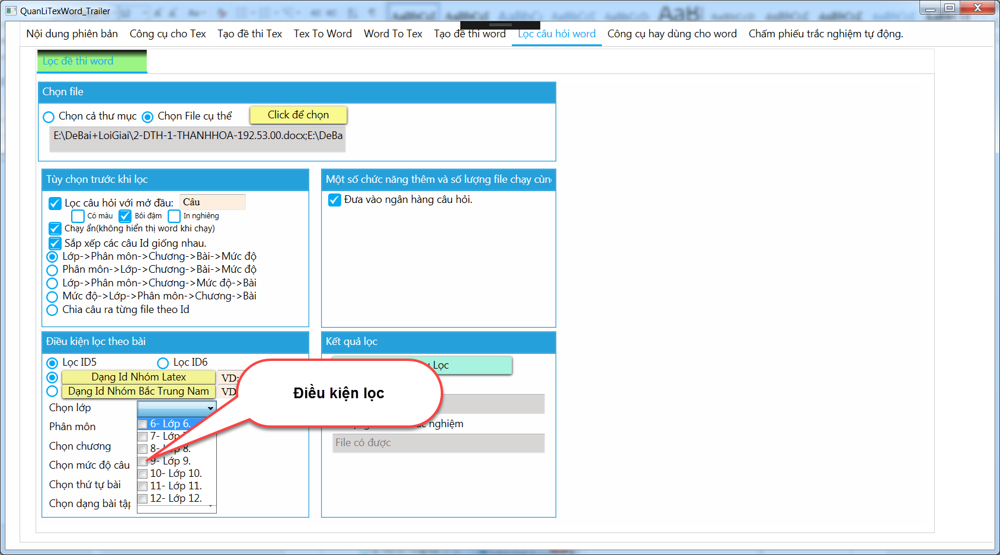 QuanLiTexWord_Trailer
Nội dung phiên bản Công cụ cho Tex Tạo đề thi Tex Tex To Word Word To Tex Tạo đề thi word Lọc câu hỏi word Công cụ hay dùng cho word Chấm phiếu trắc nghiệm tự động.
Lọc đề thi word
Chọn file
Chọn cả thư mục Chọn File cụ thể Click để chọn
E:\DeBai+LoiGiai\2-DTH-1-THANHHOA-192.53.00.docx;E:\DeBa
Tùy chọn trước khi lọc
Lọc câu hỏi với mở đầu: Câu
Có màu Bôi đậm In nghiêng
Chạy ẩn(không hiển thị word khi chạy)
Sắp xếp các câu Id giống nhau.
Lớp->Phân môn->Chương->Bài->Mức độ
Phân môn->Lớp->Chương->Bài->Mức độ
Lớp->Phân môn->Chương->Mức độ->Bài
Mức độ->Lớp->Phân môn->Chương->Bài
Chia câu ra từng file theo Id
Một số chức năng thêm và số lượng file chạy cùn
Đưa vào ngân hàng câu hỏi.
Điều kiện lọc theo bài
Lọc ID5 Lọc ID6
Dạng Id Nhóm Latex VD:
Dạng Id Nhóm Bắc Trung Nam VD
Chọn lớp
Phân môn
Chọn chương
Chọn mức độ câu
Chọn thứ tự bài
Chọn dạng bài tập
6- Lớp 6.
7- Lớp
8- Lớp 8.
9- Lớp 9.
10- Lớp 10.
11- Lớp 11.
12- Lớp 12.
Điều kiện lọc
Kết quả lọc
Lọc
nghiệm
File có được